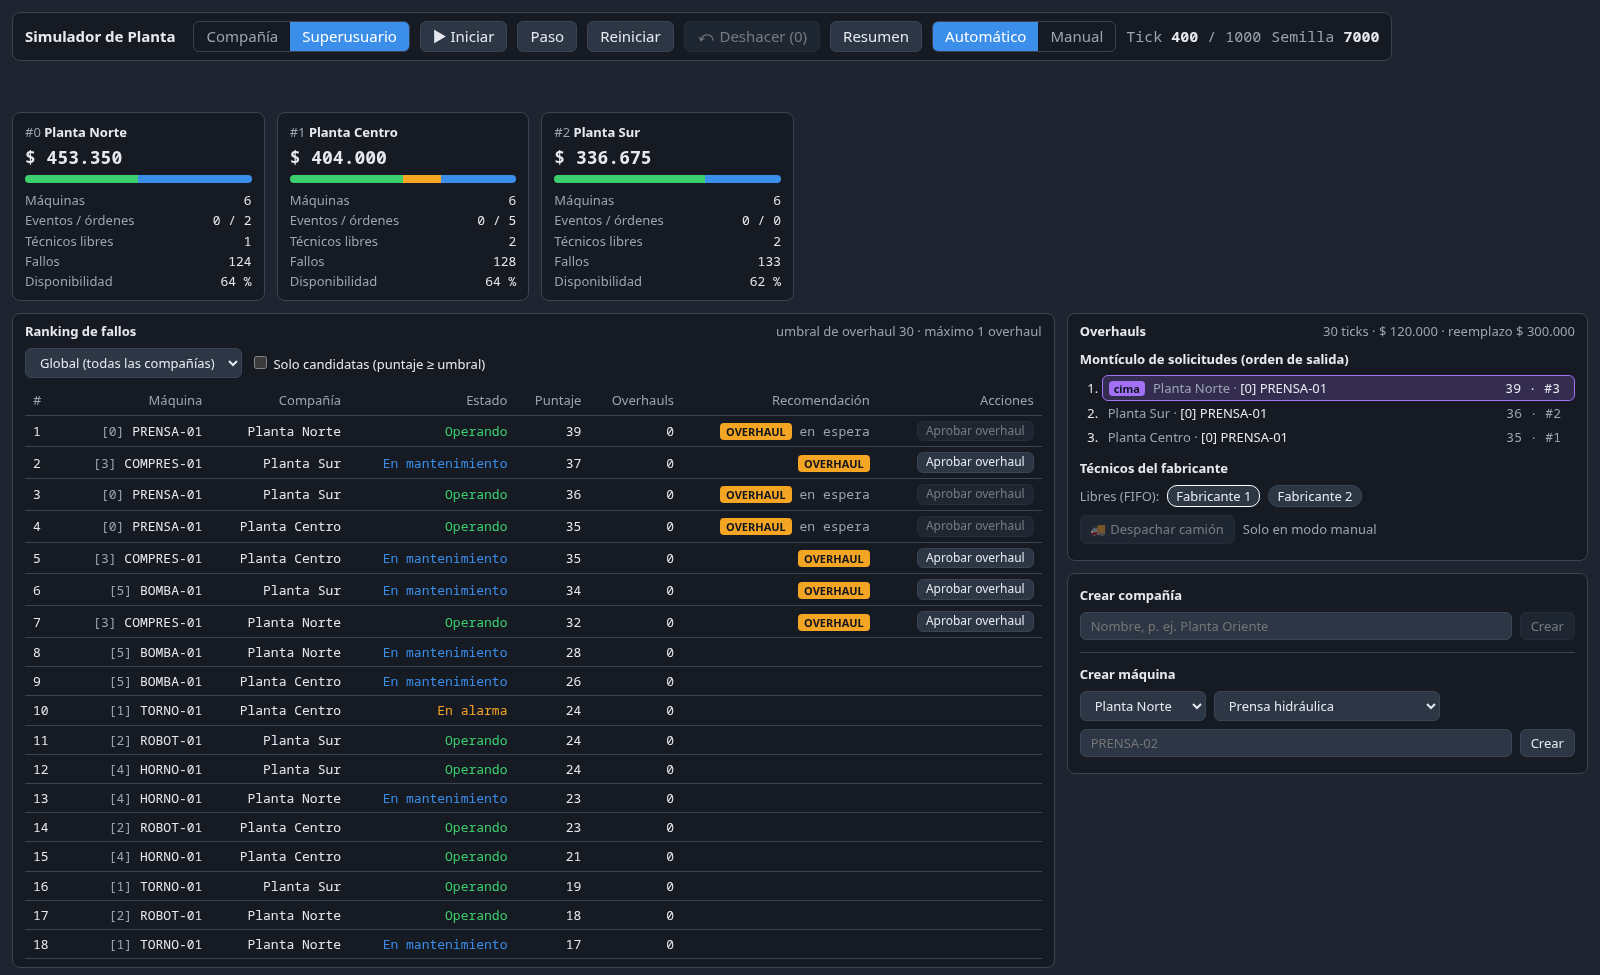 Simulador de Planta Compañía Superusuario ▶ Iniciar Paso Reiniciar ↶ Deshacer (0) Resumen Automático Manual Tick 400 / 1000 Semilla 7000
#0 Planta Norte
$ 453.350
Máquinas 6
Eventos / órdenes 0 / 2
Técnicos libres 1
Fallos 124
Disponibilidad 64 %
#1 Planta Centro
$ 404.000
Máquinas 6
Eventos / órdenes 0 / 5
Técnicos libres 2
Fallos 128
Disponibilidad 64 %
#2 Planta Sur
$ 336.675
Máquinas 6
Eventos / órdenes 0 / 0
Técnicos libres 2
Fallos 133
Disponibilidad 62 %
Ranking de fallos umbral de overhaul 30 · máximo 1 overhaul
Global (todas las compañías) Solo candidatas (puntaje ≥ umbral)
# Máquina Compañía Estado Puntaje Overhauls Recomendación Acciones
1 [0] PRENSA-01 Planta Norte Operando 39 0 OVERHAUL en espera Aprobar overhaul
2 [3] COMPRES-01 Planta Sur En mantenimiento 37 0 OVERHAUL Aprobar overhaul
3 [0] PRENSA-01 Planta Sur Operando 36 0 OVERHAUL en espera Aprobar overhaul
4 [0] PRENSA-01 Planta Centro Operando 35 0 OVERHAUL en espera Aprobar overhaul
5 [3] COMPRES-01 Planta Centro En mantenimiento 35 0 OVERHAUL Aprobar overhaul
6 [5] BOMBA-01 Planta Sur En mantenimiento 34 0 OVERHAUL Aprobar overhaul
7 [3] COMPRES-01 Planta Norte Operando 32 0 OVERHAUL Aprobar overhaul
8 [5] BOMBA-01 Planta Norte En mantenimiento 28 0
9 [5] BOMBA-01 Planta Centro En mantenimiento 26 0
10 [1] TORNO-01 Planta Centro En alarma 24 0
11 [2] ROBOT-01 Planta Sur Operando 24 0
12 [4] HORNO-01 Planta Sur Operando 24 0
13 [4] HORNO-01 Planta Norte En mantenimiento 23 0
14 [2] ROBOT-01 Planta Centro Operando 23 0
15 [4] HORNO-01 Planta Centro Operando 21 0
16 [1] TORNO-01 Planta Sur Operando 19 0
17 [2] ROBOT-01 Planta Norte Operando 18 0
18 [1] TORNO-01 Planta Norte En mantenimiento 17 0
Overhauls 30 ticks · $ 120.000 · reemplazo $ 300.000
Montículo de solicitudes (orden de salida)
1. cima Planta Norte · [0] PRENSA-01 39 · #3
2. Planta Sur · [0] PRENSA-01 36 · #2
3. Planta Centro · [0] PRENSA-01 35 · #1
Técnicos del fabricante
Libres (FIFO): Fabricante 1 Fabricante 2
🚚 Despachar camión Solo en modo manual
Crear compañía
Nombre, p. ej. Planta Oriente Crear
Crear máquina
Planta Norte Prensa hidráulica
PRENSA-02 Crear